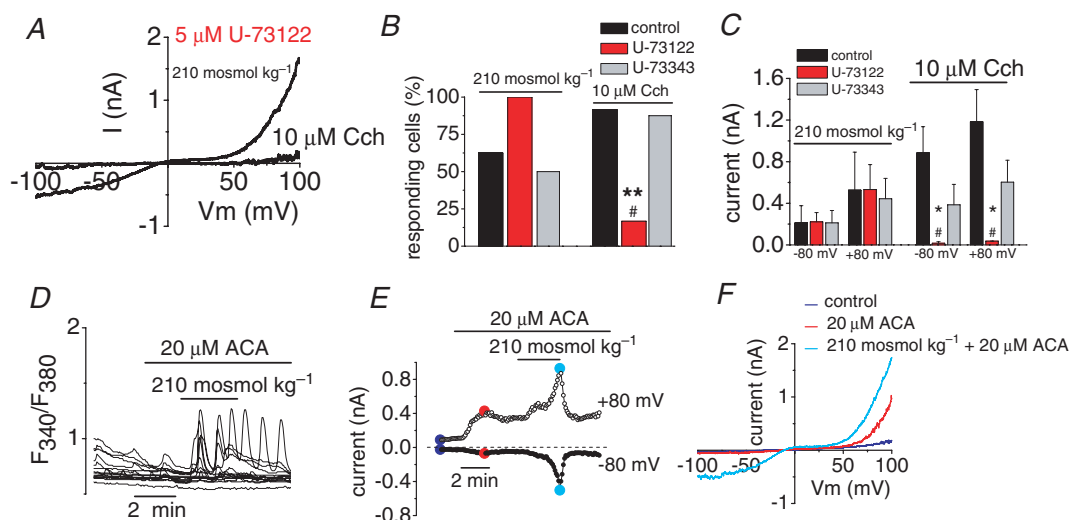 A
5 μM U-73122
210 mosmol kg⁻¹
I (nA)
2
1
-1
10 μM Cch
-100 -50 50 100
Vm (mV)
B
control
U-73122
U-73343
210 mosmol kg⁻¹
10 μM Cch
responding cells (%)
100
75
50
25
0
**
#
C
control
U-73122
U-73343
10 μM Cch
210 mosmol kg⁻¹
current (nA)
1.6
1.2
0.8
0.4
0.0
* *
# #
-80 mV +80 mV -80 mV +80 mV
D
F340/F380
2
1
20 μM ACA
210 mosmol kg⁻¹
2 min
E
20 μM ACA
210 mosmol kg⁻¹
current (nA)
0.8
0.4
0.0
-0.4
-0.8
+80 mV
-80 mV
2 min
F
control
20 μM ACA
210 mosmol kg⁻¹ + 20 μM ACA
current (nA)
2
1
-1
-100 -50 50 100
Vm (mV)